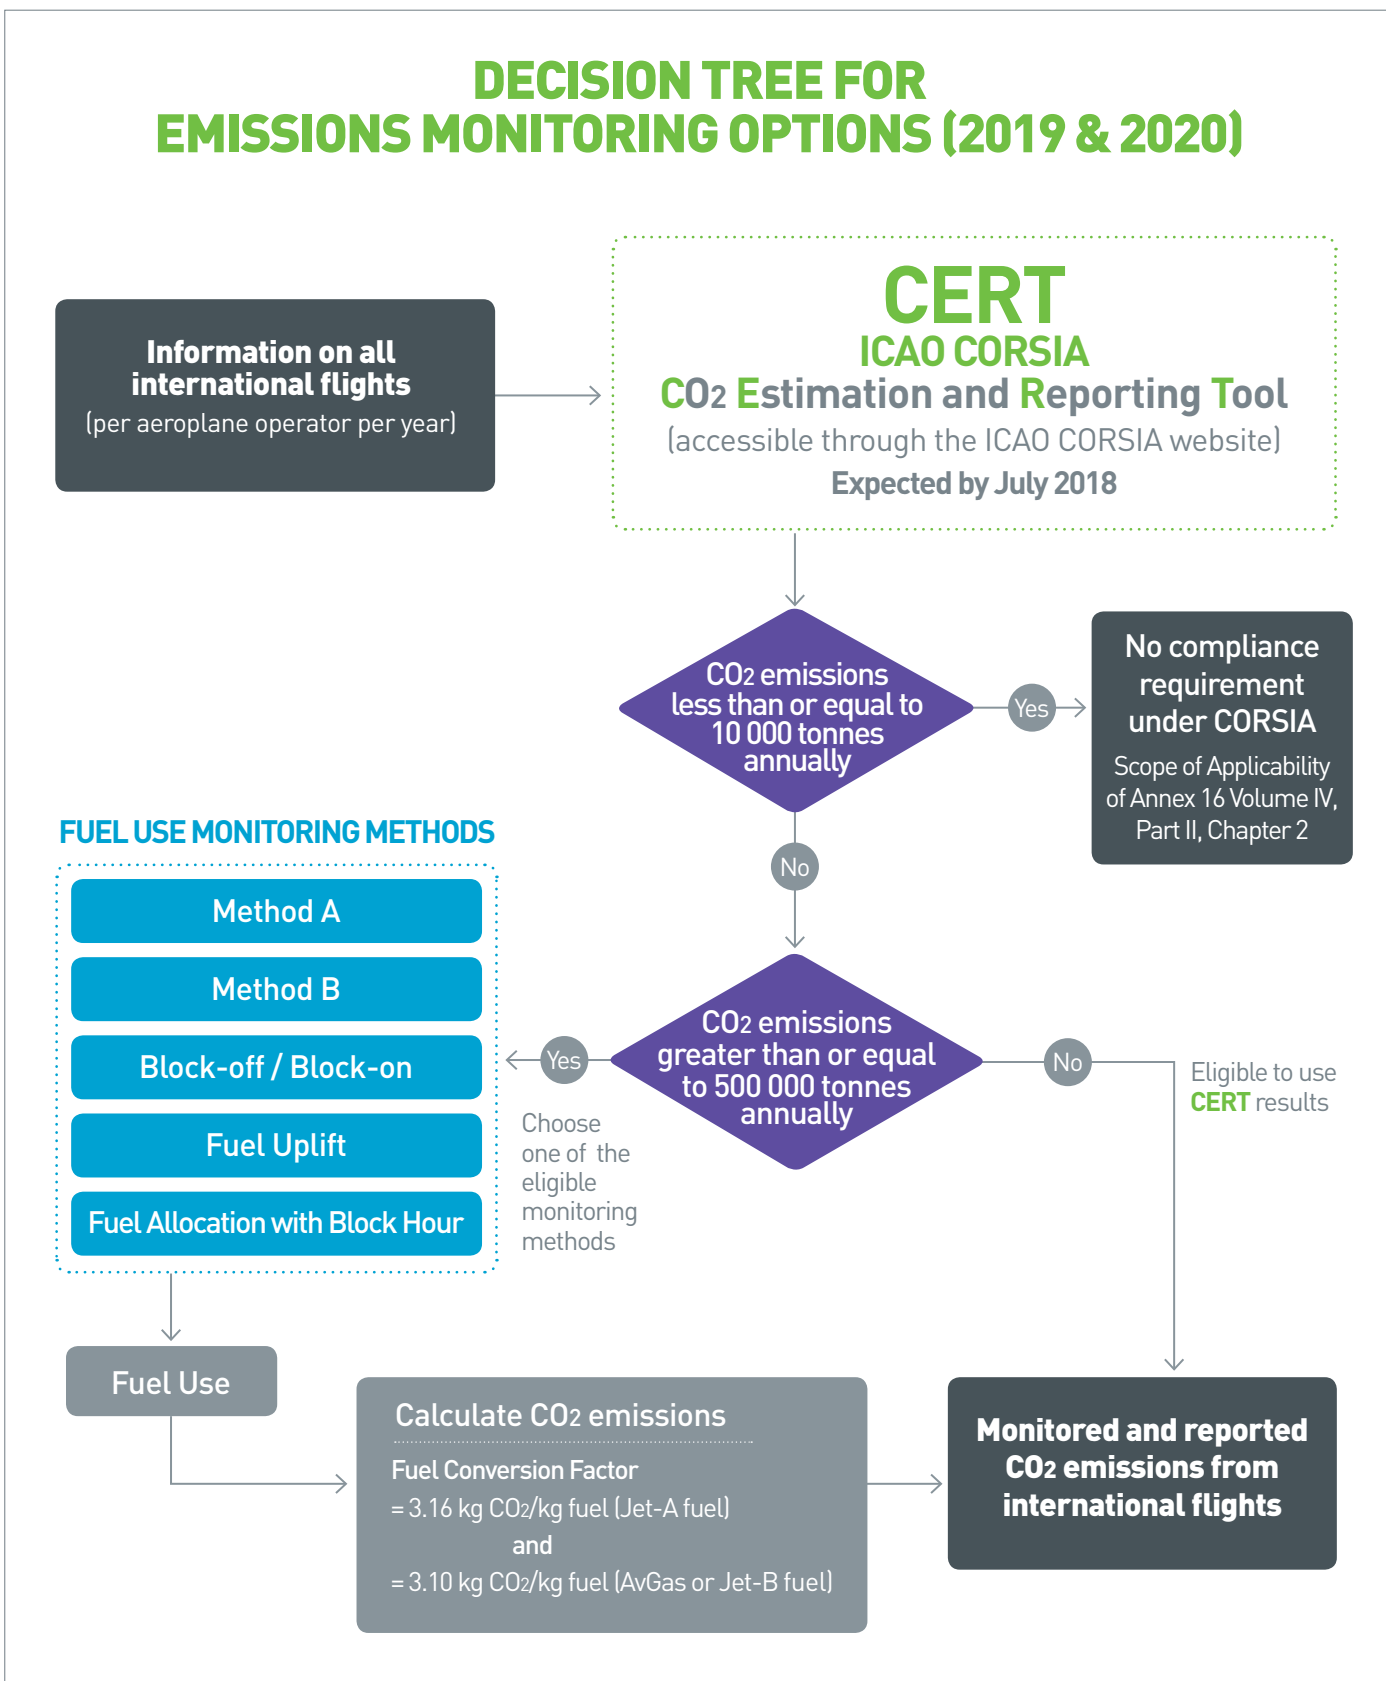 DECISION TREE FOR
EMISSIONS MONITORING OPTIONS (2019 & 2020)
Information on all
international flights
(per aeroplane operator per year)
CERT
ICAO CORSIA
CO2 Estimation and Reporting Tool
(accessible through the ICAO CORSIA website)
Expected by July 2018
CO2 emissions
less than or equal to
10 000 tonnes
annually
Yes
No compliance
requirement
under CORSIA
Scope of Applicability
of Annex 16 Volume IV,
Part II, Chapter 2
No
FUEL USE MONITORING METHODS
Method A
Method B
Block-off / Block-on
Fuel Uplift
Fuel Allocation with Block Hour
Yes
Choose
one of the
eligible
monitoring
methods
CO2 emissions
greater than or equal
to 500 000 tonnes
annually
No
Eligible to use
CERT results
Fuel Use
Calculate CO2 emissions
Fuel Conversion Factor
= 3.16 kg CO2/kg fuel (Jet-A fuel)
and
= 3.10 kg CO2/kg fuel (AvGas or Jet-B fuel)
Monitored and reported
CO2 emissions from
international flights